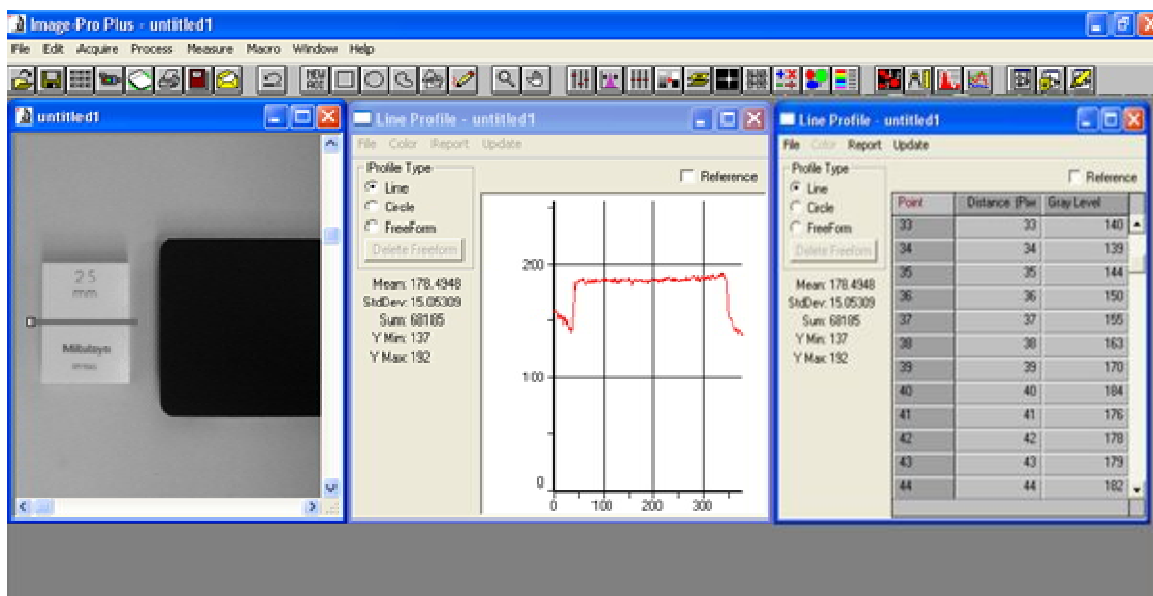 Image-Pro Plus - untitled1
File Edit Acquire Process Measure Macro Window Help
untitled1
25
mm
Mitutoyo
Line Profile - untitled1
File Color Report Update
Profile Type
Line
Circle
FreeForm
Delete Freeform
Reference
Mean: 178.4948
StdDev: 15.05309
Sum: 68185
Y Min: 137
Y Max: 192
200
100
0
0 100 200 300
Line Profile - untitled1
File Color Report Update
Profile Type
Line
Circle
FreeForm
Delete Freeform
Reference
Mean: 178.4948
StdDev: 15.05309
Sum: 68185
Y Min: 137
Y Max: 192
Point Distance (Pixe Gray Level
33 33 140
34 34 139
35 35 144
36 36 150
37 37 155
38 38 163
39 39 170
40 40 184
41 41 176
42 42 178
43 43 179
44 44 182